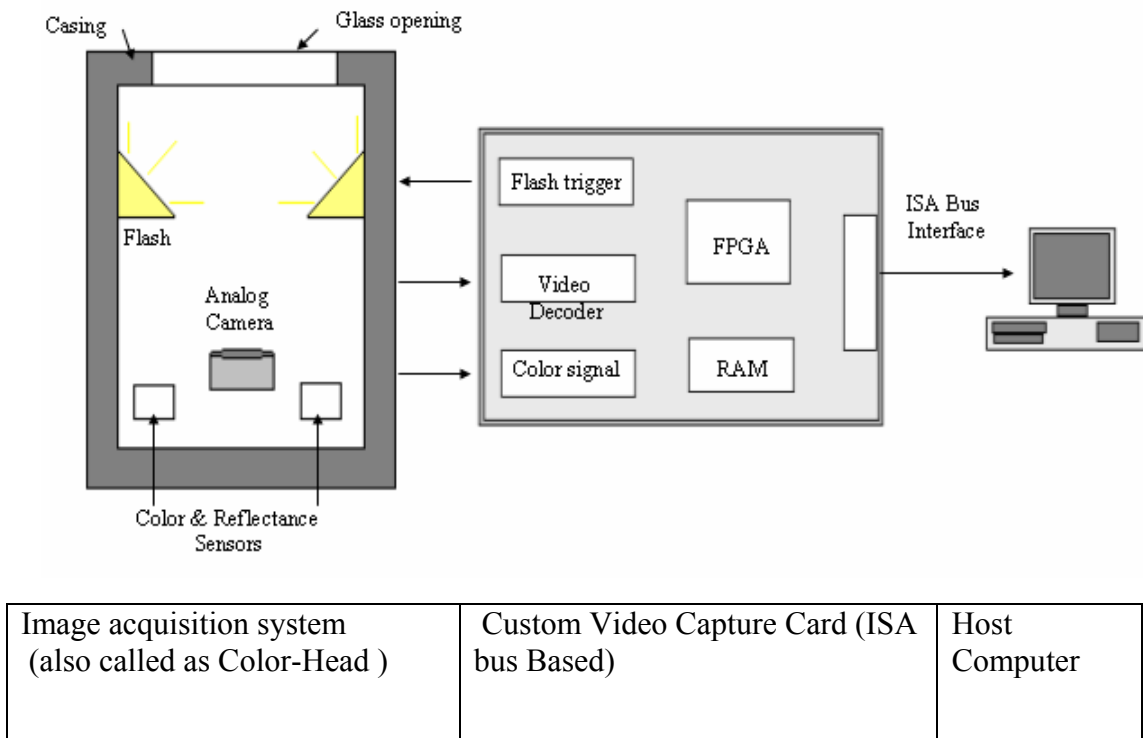 Casing
Glass opening
Flash trigger
ISA Bus
Interface
FPGA
Flash
Video
Decoder
Analog
Camera
Color signal
RAM
Color & Reflectance
Sensors
Image acquisition system
(also called as Color-Head )
Custom Video Capture Card (ISA
bus Based)
Host
Computer